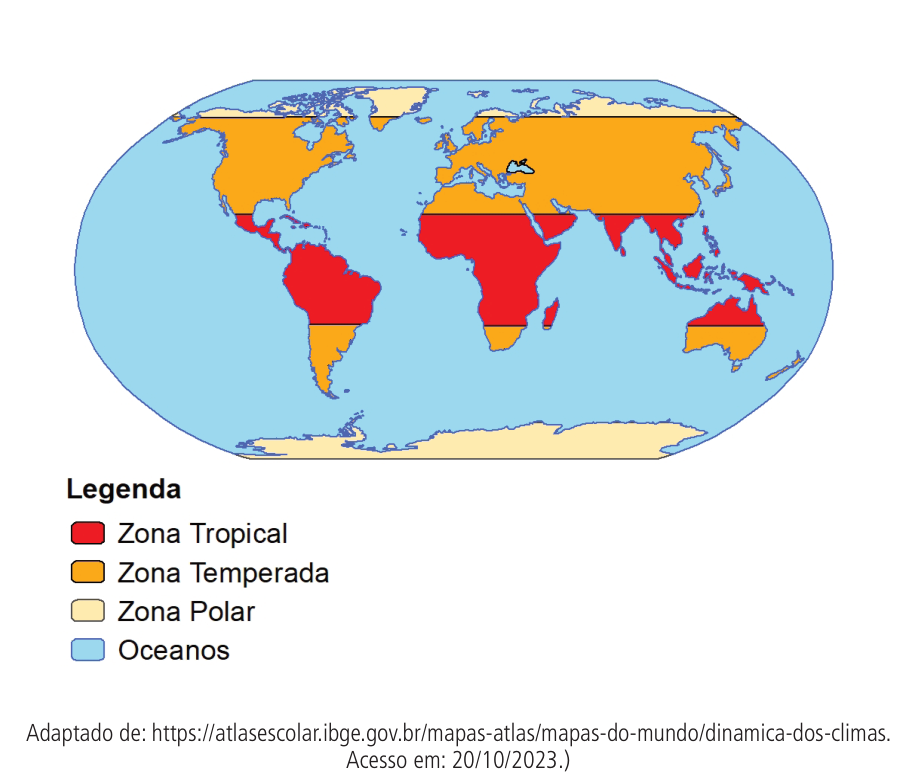 Legenda
Zona Tropical
Zona Temperada
Zona Polar
Oceanos
Adaptado de: https://atlasescolar.ibge.gov.br/mapas-atlas/mapas-do-mundo/dinamica-dos-climas.
Acesso em: 20/10/2023.)